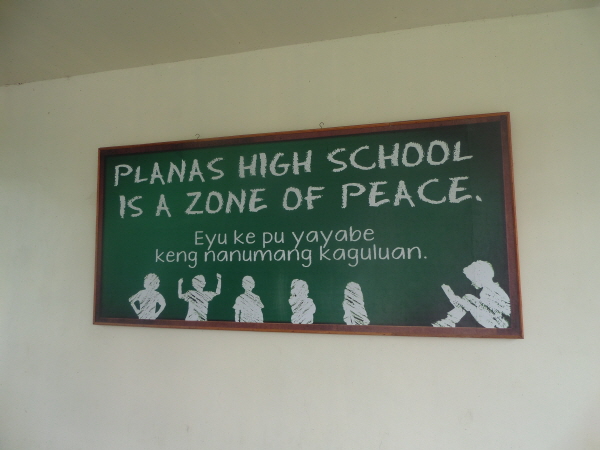 PLANAS HIGH SCHOOL
IS A ZONE OF PEACE.
Eyu ke pu yayabe
keng nanumang kaguluan.